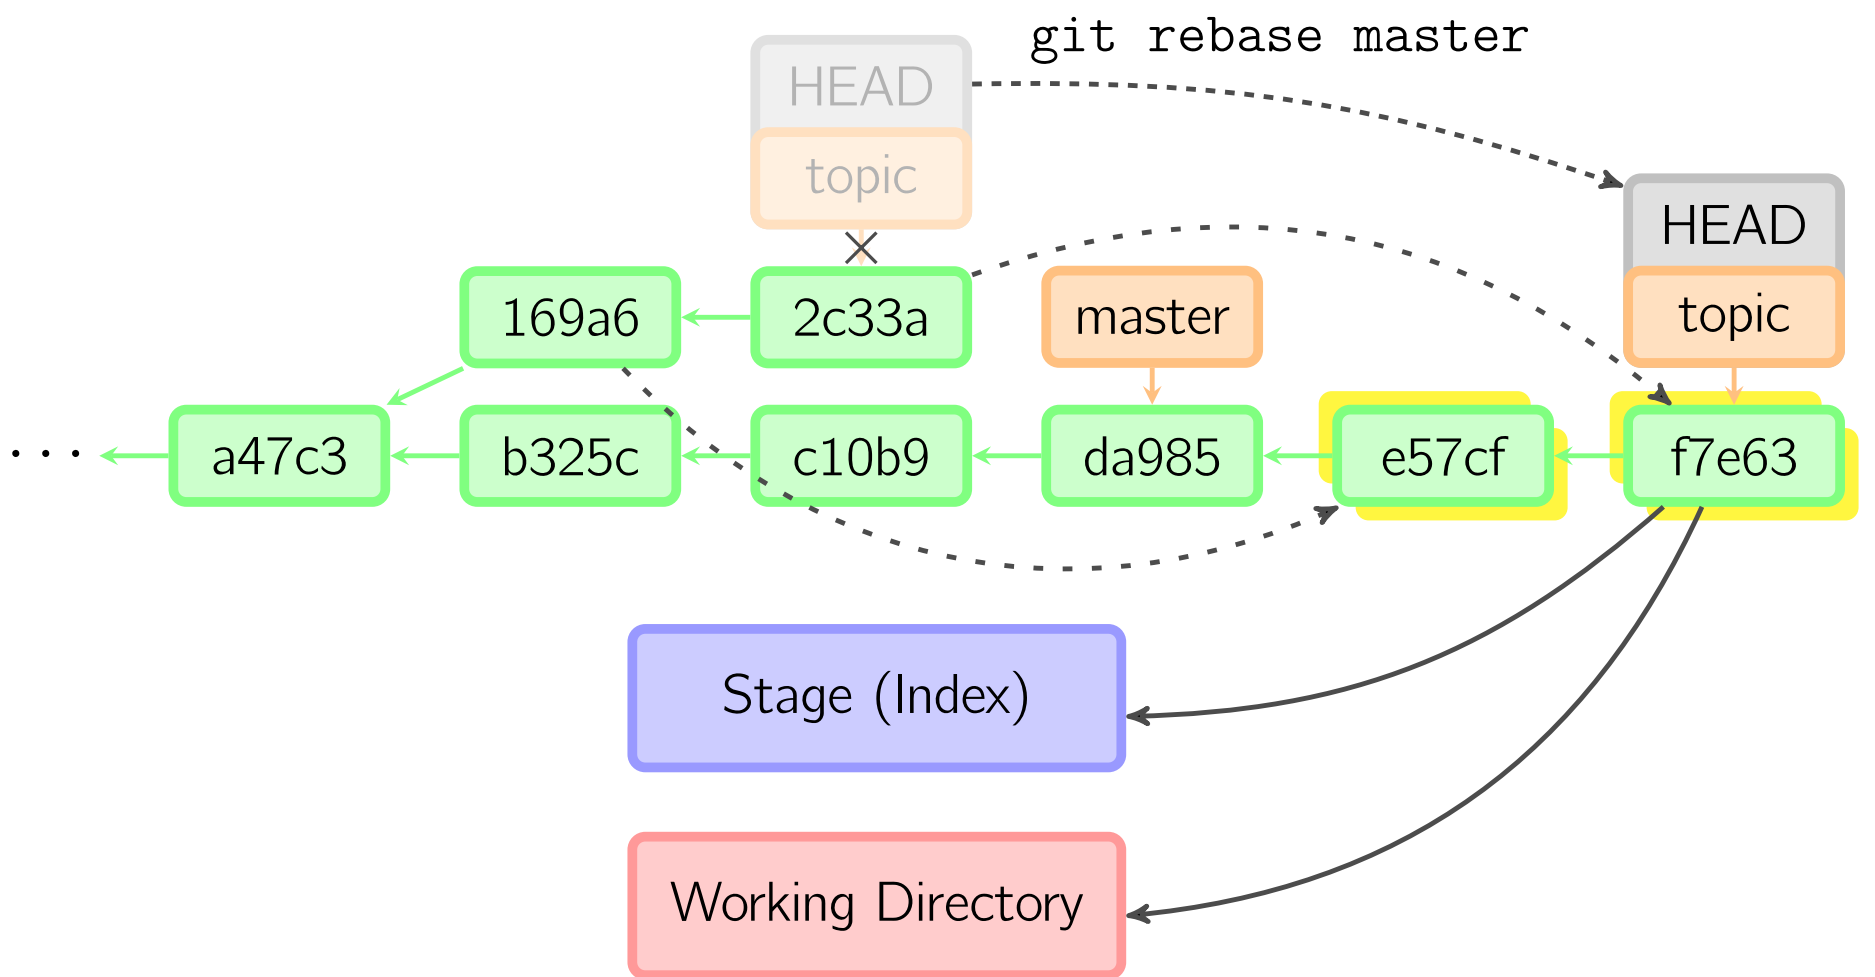 git rebase master
HEAD
topic
HEAD
topic
169a6
2c33a
master
...
a47c3
b325c
c10b9
da985
e57cf
f7e63
Stage (Index)
Working Directory